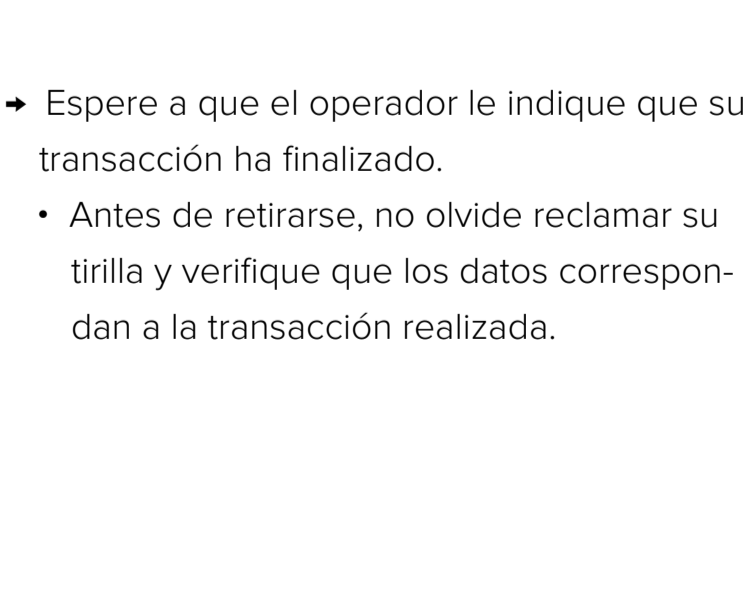 ➜ Espere a que el operador le indique que su
transacción ha finalizado.
• Antes de retirarse, no olvide reclamar su
tirilla y verifique que los datos correspon-
dan a la transacción realizada.